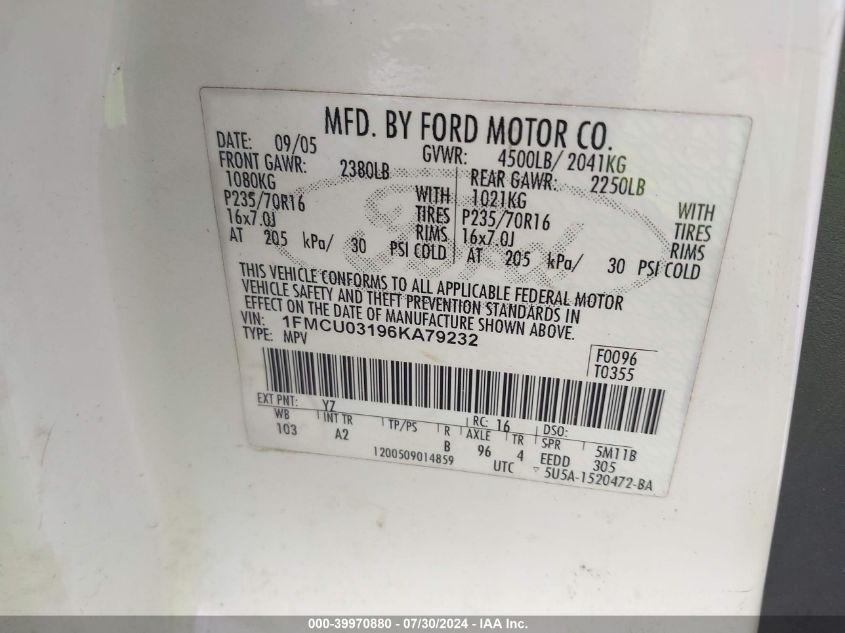 MFD. BY FORD MOTOR CO.
DATE: 09/05 GVWR: 4500LB/ 2041KG
FRONT GAWR: 2380LB REAR GAWR: 2250LB
1080KG WITH 1021KG WITH
P235/70R16 TIRES P235/70R16 TIRES
16x7.0J RIMS 16x7.0J RIMS
AT 205 kPa/ 30 PSI COLD AT 205 kPa/ 30 PSI COLD
THIS VEHICLE CONFORMS TO ALL APPLICABLE FEDERAL MOTOR
VEHICLE SAFETY AND THEFT PREVENTION STANDARDS IN
EFFECT ON THE DATE OF MANUFACTURE SHOWN ABOVE.
VIN: 1FMCU03196KA79232
TYPE: MPV
F0096
T0355
EXT PNT: YZ RC: 16 DSO:
WB INT TR TP/PS R AXLE TR SPR 5M11B
103 A2 B 96 4 EEDD 305
1200509014859 UTC 5U5A-1520472-BA
Ford
000-39970880 - 07/30/2024 - IAA Inc.